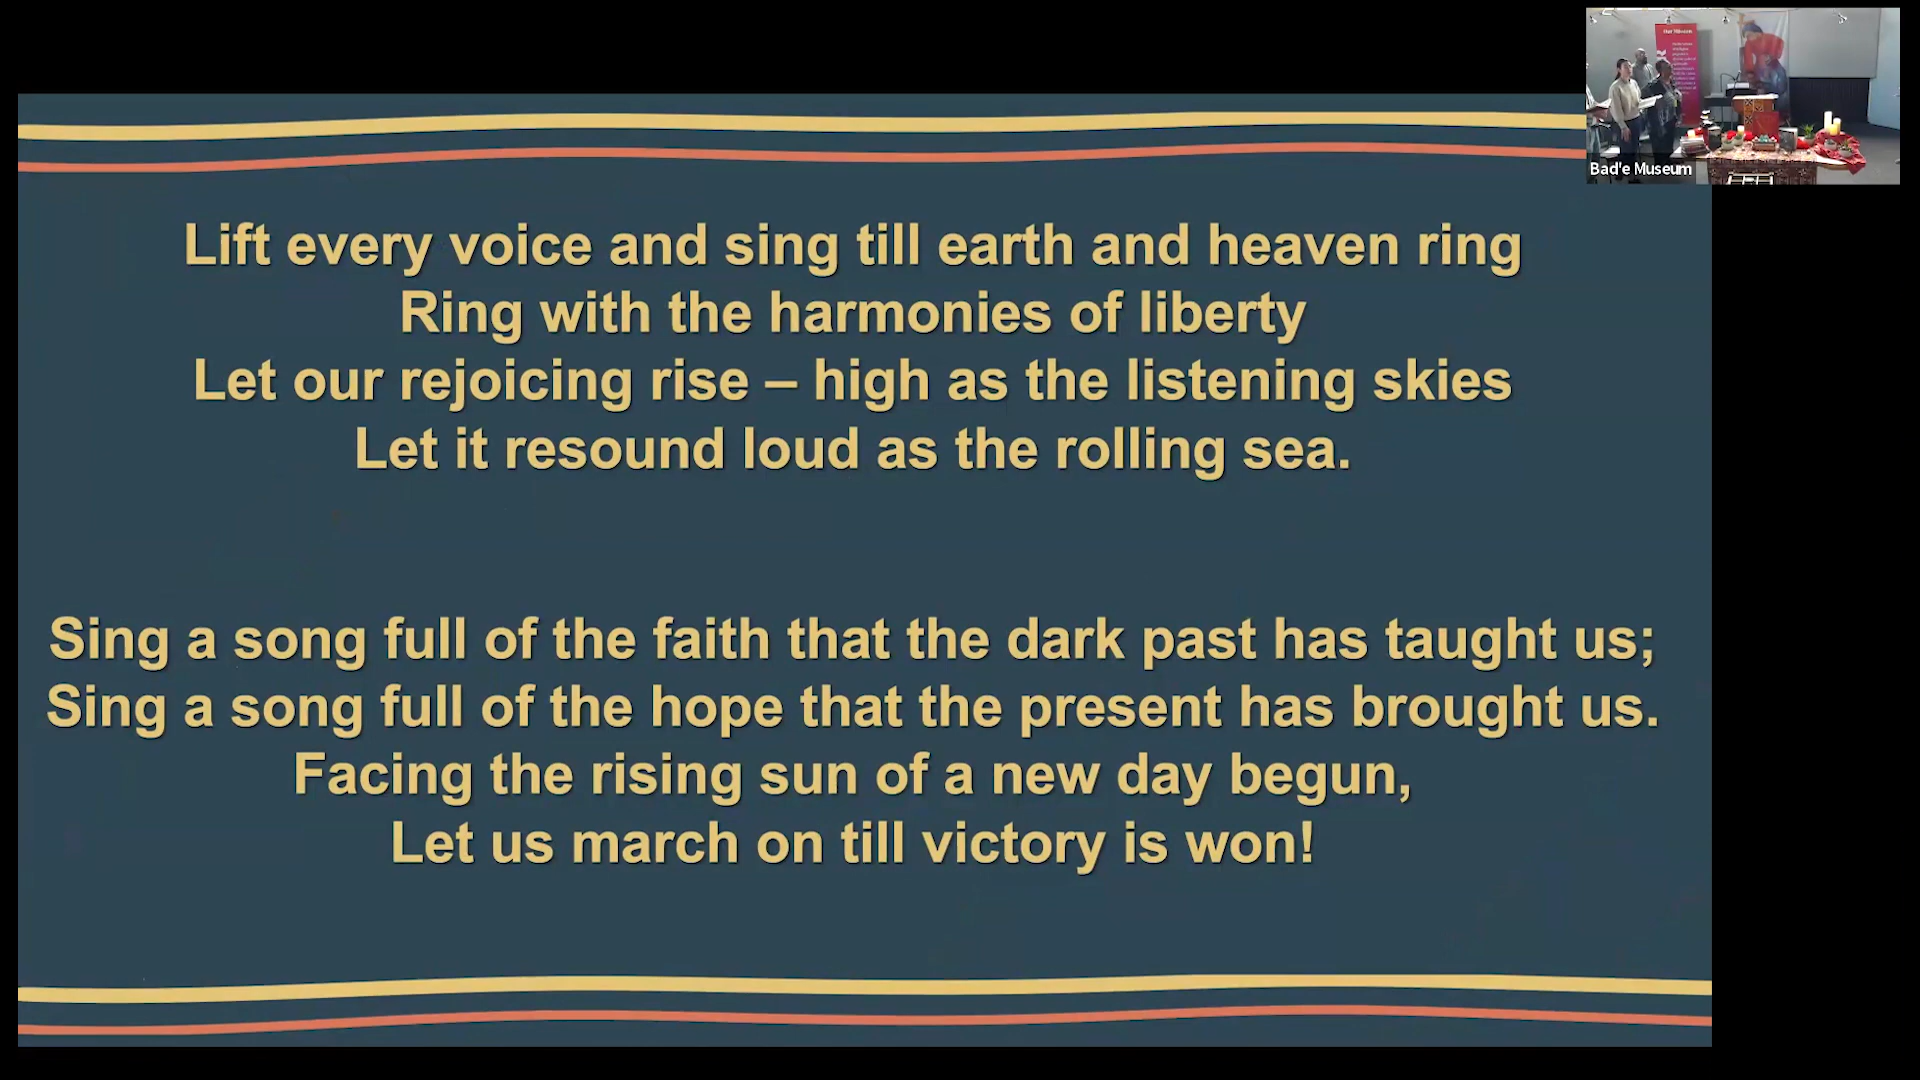 Lift every voice and sing till earth and heaven ring
Ring with the harmonies of liberty
Let our rejoicing rise – high as the listening skies
Let it resound loud as the rolling sea.
Sing a song full of the faith that the dark past has taught us;
Sing a song full of the hope that the present has brought us.
Facing the rising sun of a new day begun,
Let us march on till victory is won!
Bad'e Museum